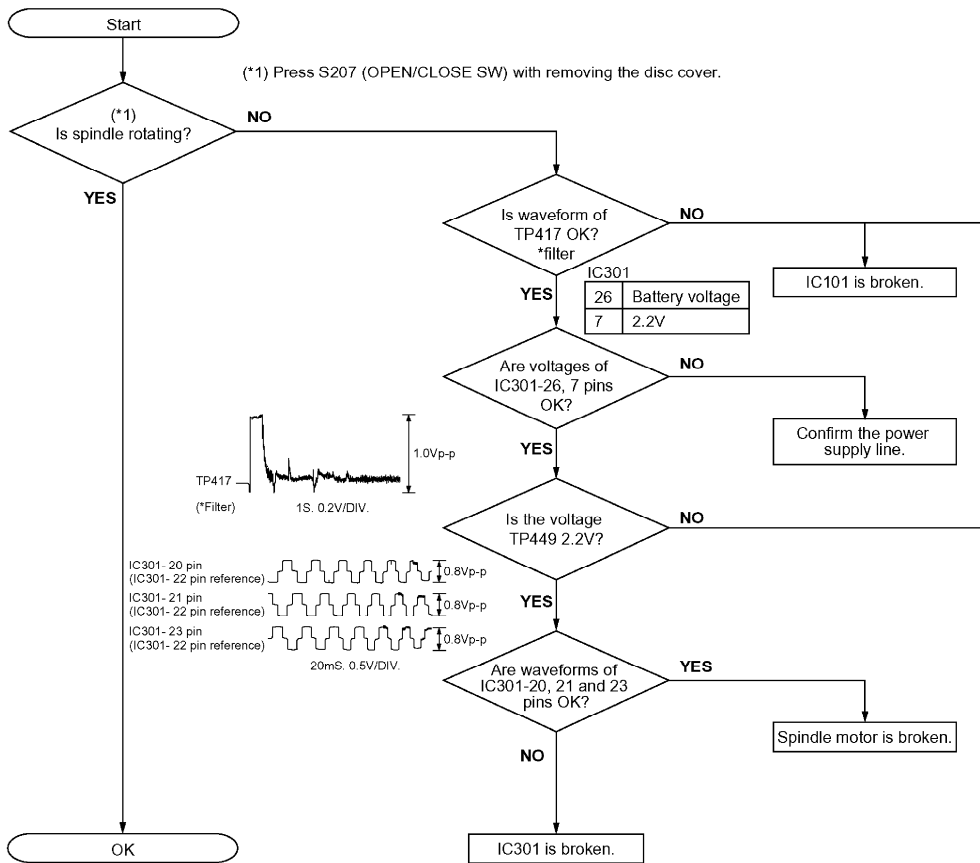 Start
(*1) Press S207 (OPEN/CLOSE SW) with removing the disc cover.
(*1)
Is spindle rotating?
NO
YES
Is waveform of
TP417 OK?
*filter
NO
IC101 is broken.
YES
IC301
26 Battery voltage
7 2.2V
Are voltages of
IC301-26, 7 pins
OK?
NO
Confirm the power
supply line.
YES
1.0Vp-p
TP417
(*Filter)
1S. 0.2V/DIV.
Is the voltage
TP449 2.2V?
NO
YES
IC301- 20 pin
(IC301- 22 pin reference)
0.8Vp-p
IC301- 21 pin
(IC301- 22 pin reference)
0.8Vp-p
IC301- 23 pin
(IC301- 22 pin reference)
0.8Vp-p
20mS. 0.5V/DIV.
Are waveforms of
IC301-20, 21 and 23
pins OK?
YES
Spindle motor is broken.
NO
OK
IC301 is broken.